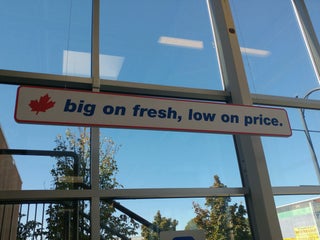 big on fresh, low on price.